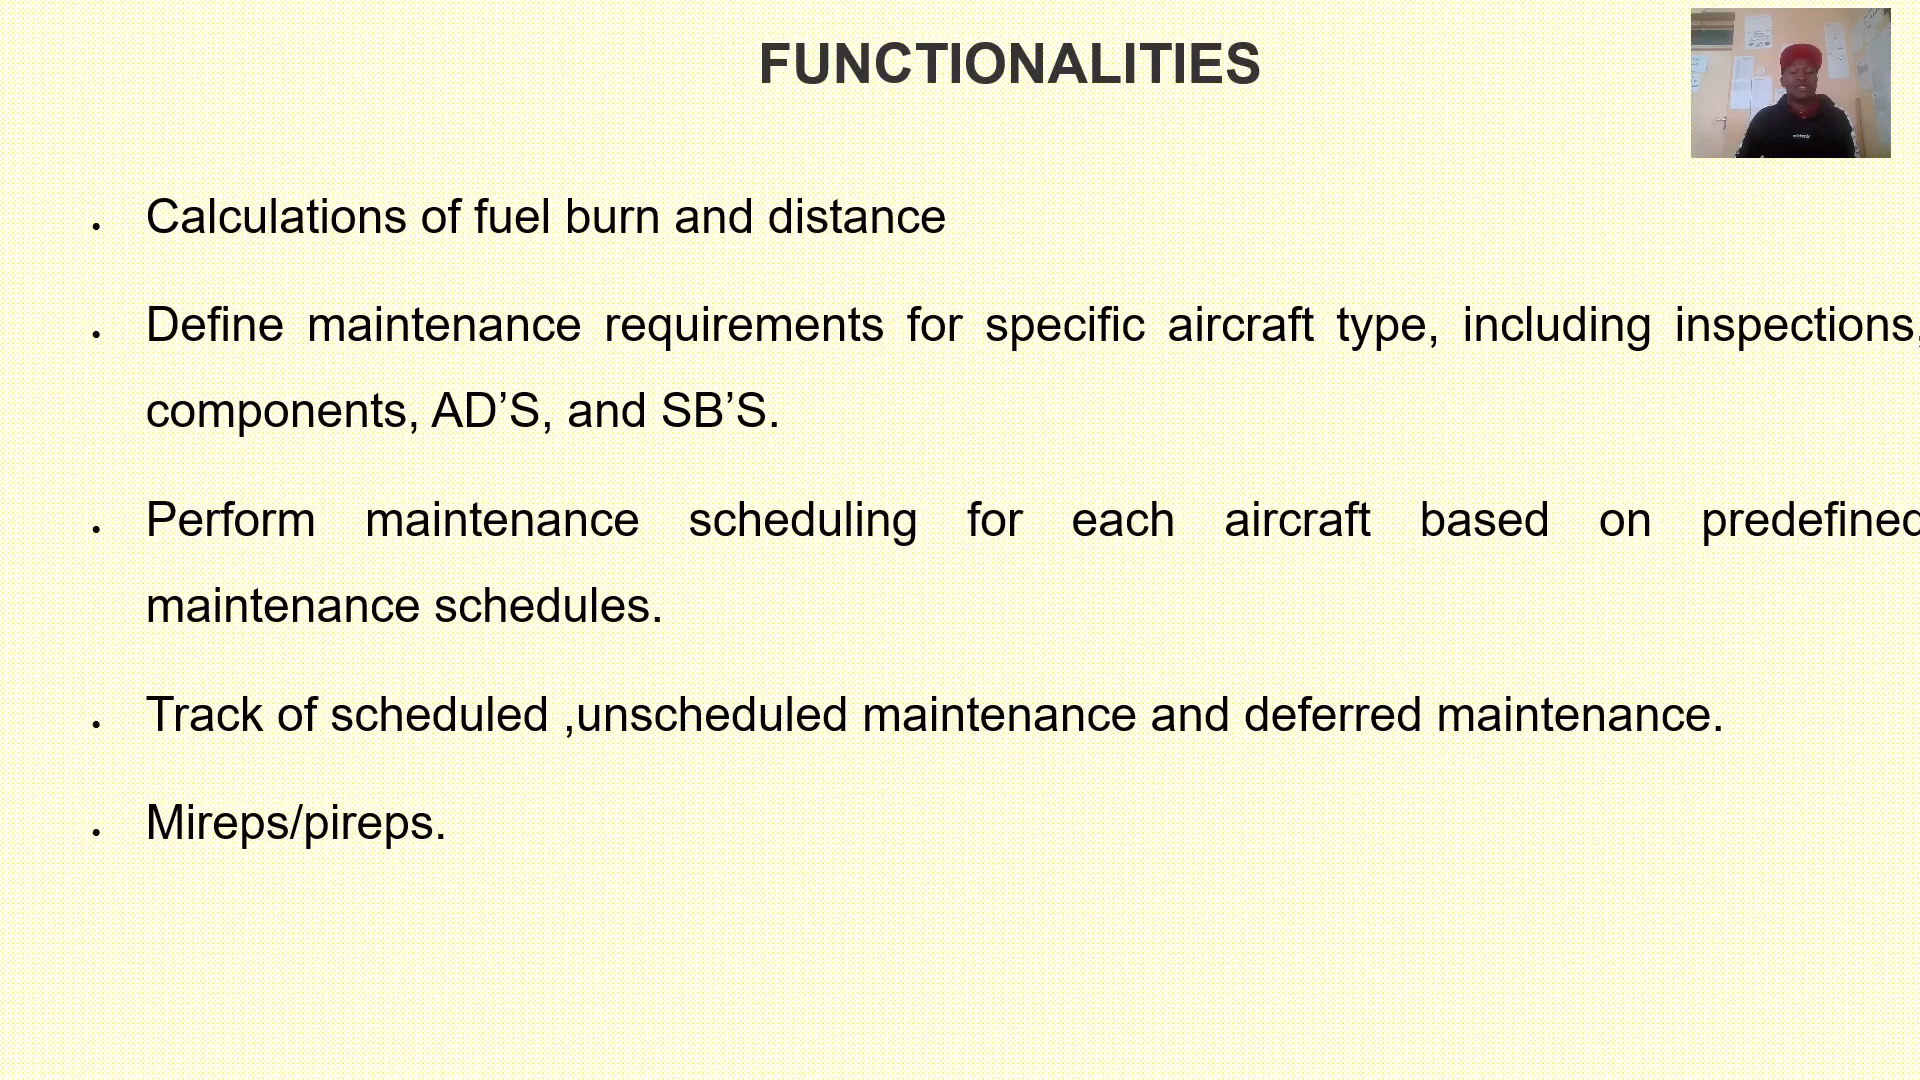 FUNCTIONALITIES
• Calculations of fuel burn and distance
• Define maintenance requirements for specific aircraft type, including inspections,
components, AD’S, and SB’S.
• Perform maintenance scheduling for each aircraft based on predefined
maintenance schedules.
• Track of scheduled ,unscheduled maintenance and deferred maintenance.
• Mireps/pireps.